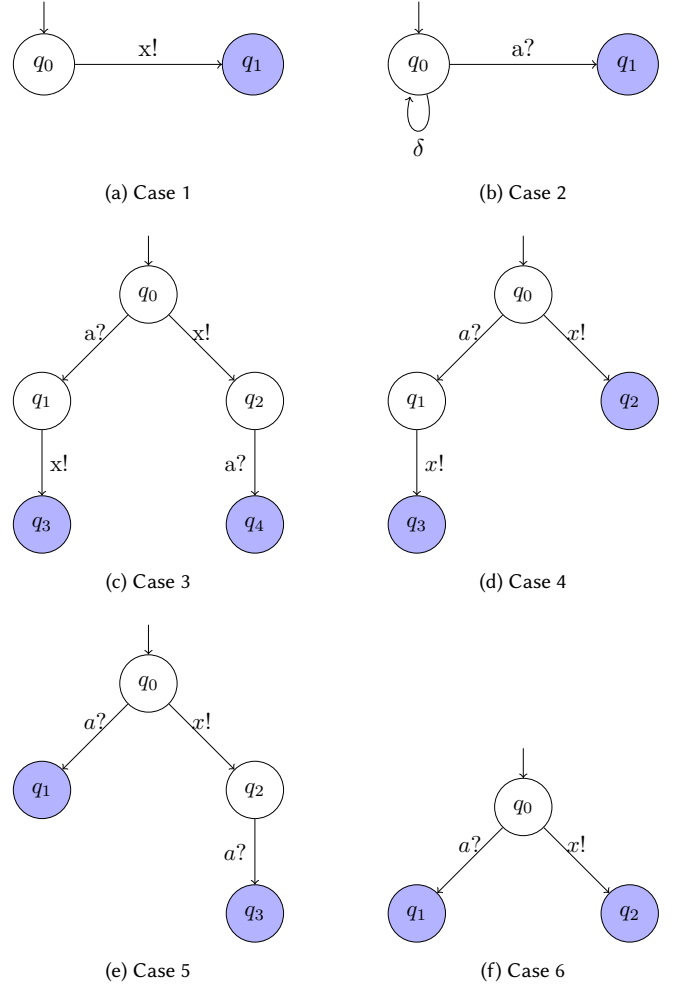 x!
q0 q1
(a) Case 1
a?
q0 q1
δ
(b) Case 2
q0
a? x!
q1 q2
x! a?
q3 q4
(c) Case 3
q0
a? x!
q1 q2
x!
q3
(d) Case 4
q0
a? x!
q1 q2
a?
q3
(e) Case 5
q0
a? x!
q1 q2
(f) Case 6